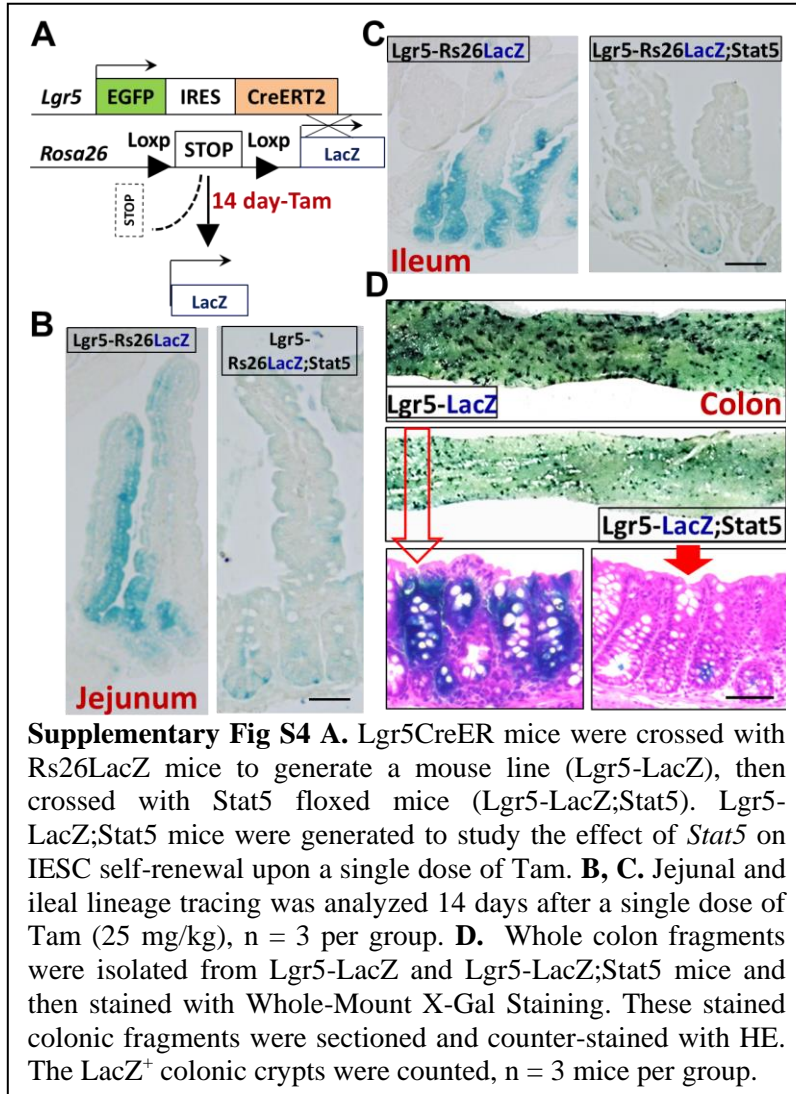 A
Lgr5 EGFP IRES CreERT2
Loxp Loxp
Rosa26 STOP LacZ
STOP
14 day-Tam
LacZ
B
Lgr5-Rs26LacZ
Lgr5-
Rs26LacZ;Stat5
Jejunum
C
Lgr5-Rs26LacZ
Lgr5-Rs26LacZ;Stat5
Ileum
D
Lgr5-LacZ
Colon
Lgr5-LacZ;Stat5
Supplementary Fig S4 A. Lgr5CreER mice were crossed with
Rs26LacZ mice to generate a mouse line (Lgr5-LacZ), then
crossed with Stat5 floxed mice (Lgr5-LacZ;Stat5). Lgr5-
LacZ;Stat5 mice were generated to study the effect of Stat5 on
IESC self-renewal upon a single dose of Tam. B, C. Jejunal and
ileal lineage tracing was analyzed 14 days after a single dose of
Tam (25 mg/kg), n = 3 per group. D. Whole colon fragments
were isolated from Lgr5-LacZ and Lgr5-LacZ;Stat5 mice and
then stained with Whole-Mount X-Gal Staining. These stained
colonic fragments were sectioned and counter-stained with HE.
The LacZ⁺ colonic crypts were counted, n = 3 mice per group.